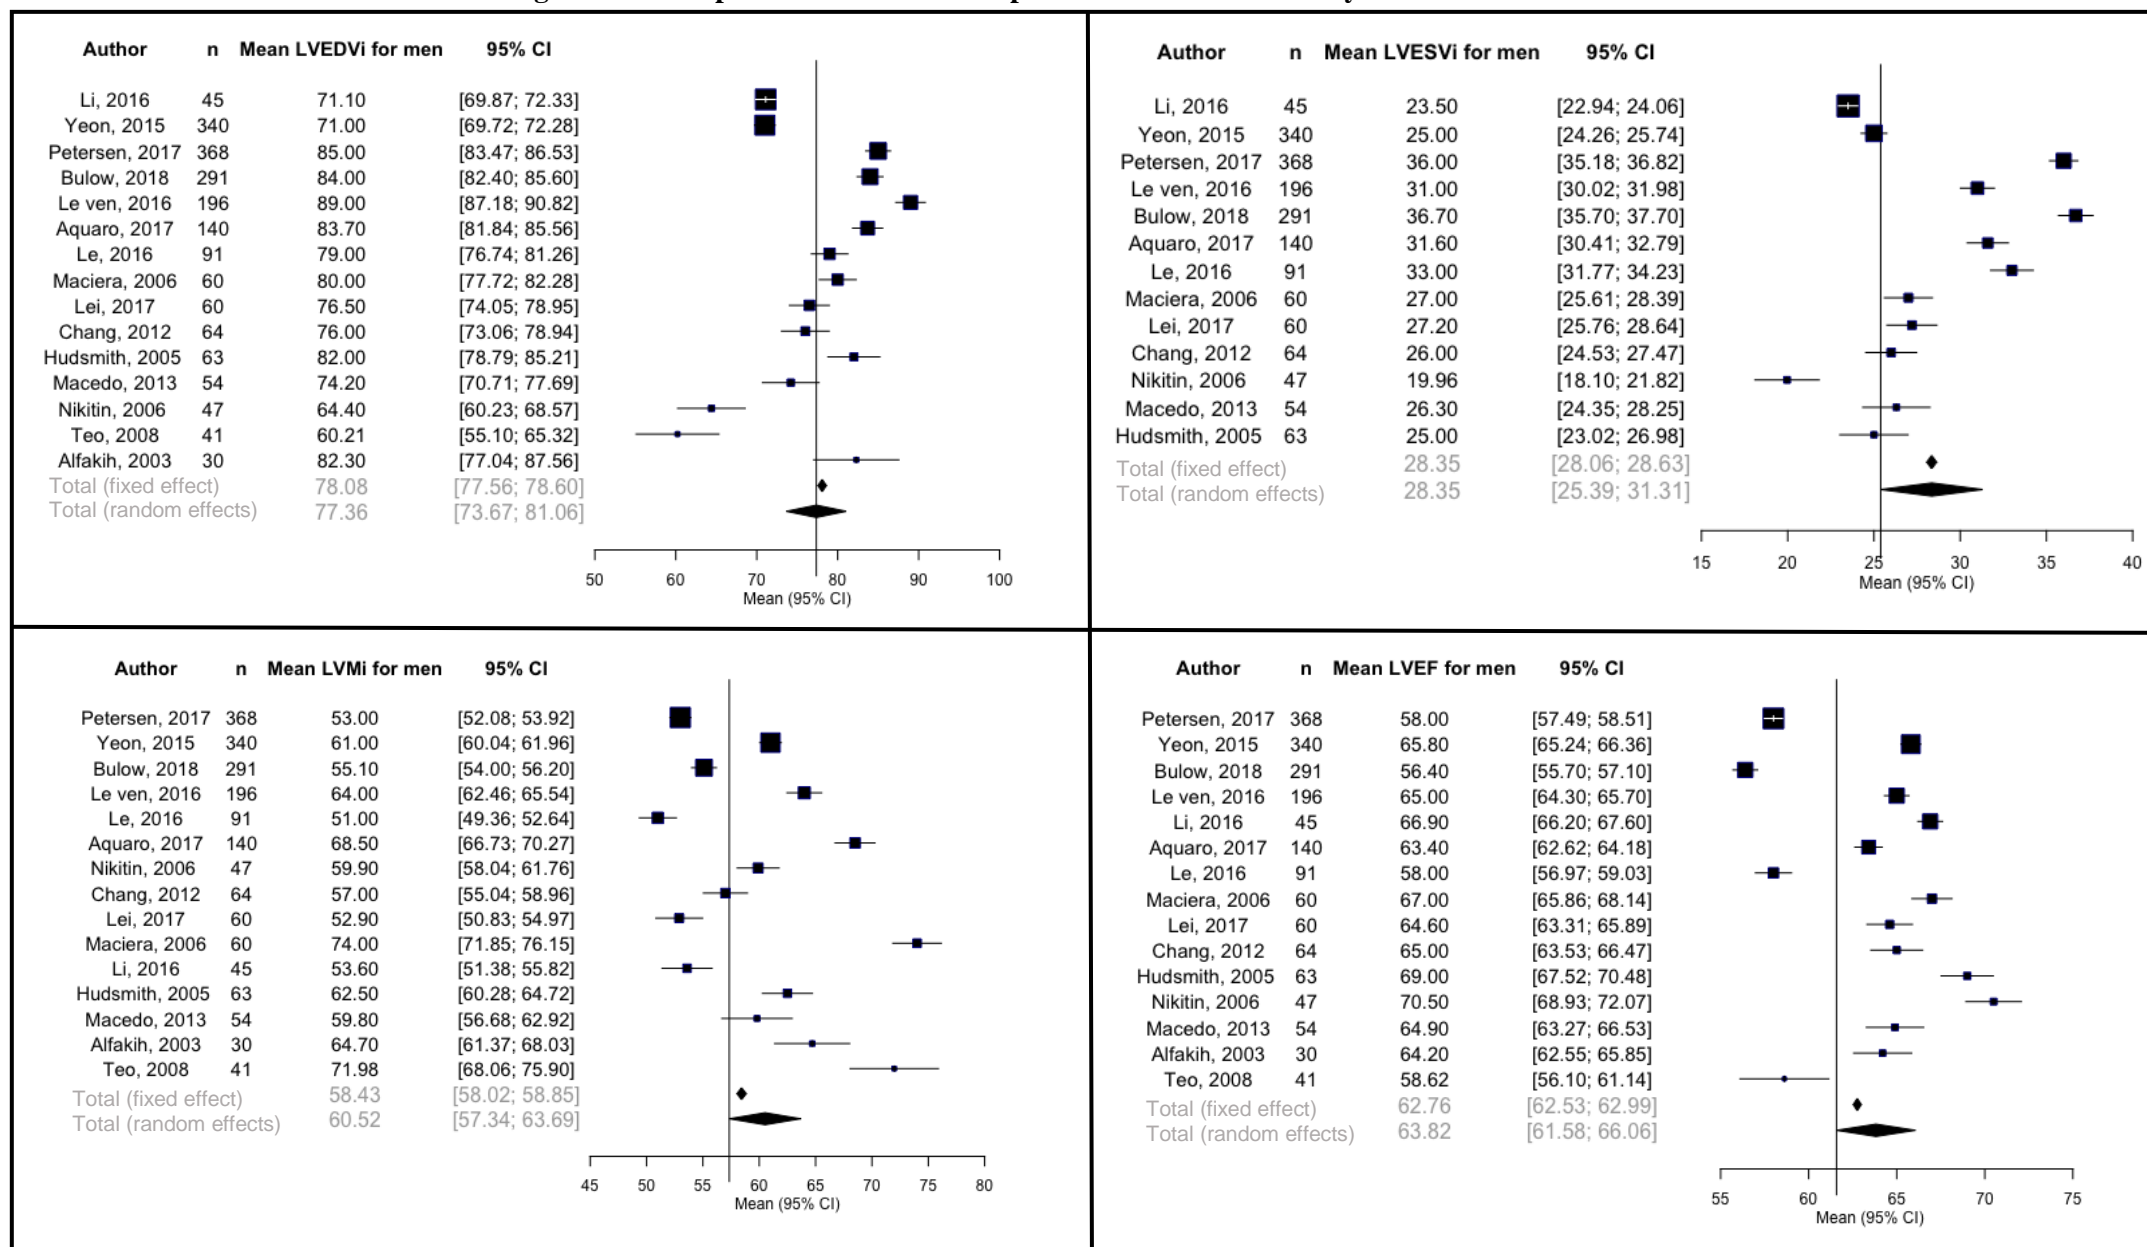 Author n Mean LVEDVi for men 95% CI
Li, 2016 45 71.10 [69.87; 72.33]
Yeon, 2015 340 71.00 [69.72; 72.28]
Petersen, 2017 368 85.00 [83.47; 86.53]
Bulow, 2018 291 84.00 [82.40; 85.60]
Le ven, 2016 196 89.00 [87.18; 90.82]
Aquaro, 2017 140 83.70 [81.84; 85.56]
Le, 2016 91 79.00 [76.74; 81.26]
Maciera, 2006 60 80.00 [77.72; 82.28]
Lei, 2017 60 76.50 [74.05; 78.95]
Chang, 2012 64 76.00 [73.06; 78.94]
Hudsmith, 2005 63 82.00 [78.79; 85.21]
Macedo, 2013 54 74.20 [70.71; 77.69]
Nikitin, 2006 47 64.40 [60.23; 68.57]
Teo, 2008 41 60.21 [55.10; 65.32]
Alfakih, 2003 30 82.30 [77.04; 87.56]
Total (fixed effect) 78.08 [77.56; 78.60]
Total (random effects) 77.36 [73.67; 81.06]
50 60 70 80 90 100
Mean (95% CI)
Author n Mean LVESVi for men 95% CI
Li, 2016 45 23.50 [22.94; 24.06]
Yeon, 2015 340 25.00 [24.26; 25.74]
Petersen, 2017 368 36.00 [35.18; 36.82]
Le ven, 2016 196 31.00 [30.02; 31.98]
Bulow, 2018 291 36.70 [35.70; 37.70]
Aquaro, 2017 140 31.60 [30.41; 32.79]
Le, 2016 91 33.00 [31.77; 34.23]
Maciera, 2006 60 27.00 [25.61; 28.39]
Lei, 2017 60 27.20 [25.76; 28.64]
Chang, 2012 64 26.00 [24.53; 27.47]
Nikitin, 2006 47 19.96 [18.10; 21.82]
Macedo, 2013 54 26.30 [24.35; 28.25]
Hudsmith, 2005 63 25.00 [23.02; 26.98]
Total (fixed effect) 28.35 [28.06; 28.63]
Total (random effects) 28.35 [25.39; 31.31]
15 20 25 30 35 40
Mean (95% CI)
Author n Mean LVMi for men 95% CI
Petersen, 2017 368 53.00 [52.08; 53.92]
Yeon, 2015 340 61.00 [60.04; 61.96]
Bulow, 2018 291 55.10 [54.00; 56.20]
Le ven, 2016 196 64.00 [62.46; 65.54]
Le, 2016 91 51.00 [49.36; 52.64]
Aquaro, 2017 140 68.50 [66.73; 70.27]
Nikitin, 2006 47 59.90 [58.04; 61.76]
Chang, 2012 64 57.00 [55.04; 58.96]
Lei, 2017 60 52.90 [50.83; 54.97]
Maciera, 2006 60 74.00 [71.85; 76.15]
Li, 2016 45 53.60 [51.38; 55.82]
Hudsmith, 2005 63 62.50 [60.28; 64.72]
Macedo, 2013 54 59.80 [56.68; 62.92]
Alfakih, 2003 30 64.70 [61.37; 68.03]
Teo, 2008 41 71.98 [68.06; 75.90]
Total (fixed effect) 58.43 [58.02; 58.85]
Total (random effects) 60.52 [57.34; 63.69]
45 50 55 60 65 70 75 80
Mean (95% CI)
Author n Mean LVEF for men 95% CI
Petersen, 2017 368 58.00 [57.49; 58.51]
Yeon, 2015 340 65.80 [65.24; 66.36]
Bulow, 2018 291 56.40 [55.70; 57.10]
Le ven, 2016 196 65.00 [64.30; 65.70]
Li, 2016 45 66.90 [66.20; 67.60]
Aquaro, 2017 140 63.40 [62.62; 64.18]
Le, 2016 91 58.00 [56.97; 59.03]
Maciera, 2006 60 67.00 [65.86; 68.14]
Lei, 2017 60 64.60 [63.31; 65.89]
Chang, 2012 64 65.00 [63.53; 66.47]
Hudsmith, 2005 63 69.00 [67.52; 70.48]
Nikitin, 2006 47 70.50 [68.93; 72.07]
Macedo, 2013 54 64.90 [63.27; 66.53]
Alfakih, 2003 30 64.20 [62.55; 65.85]
Teo, 2008 41 58.62 [56.10; 61.14]
Total (fixed effect) 62.76 [62.53; 62.99]
Total (random effects) 63.82 [61.58; 66.06]
55 60 65 70 75
Mean (95% CI)